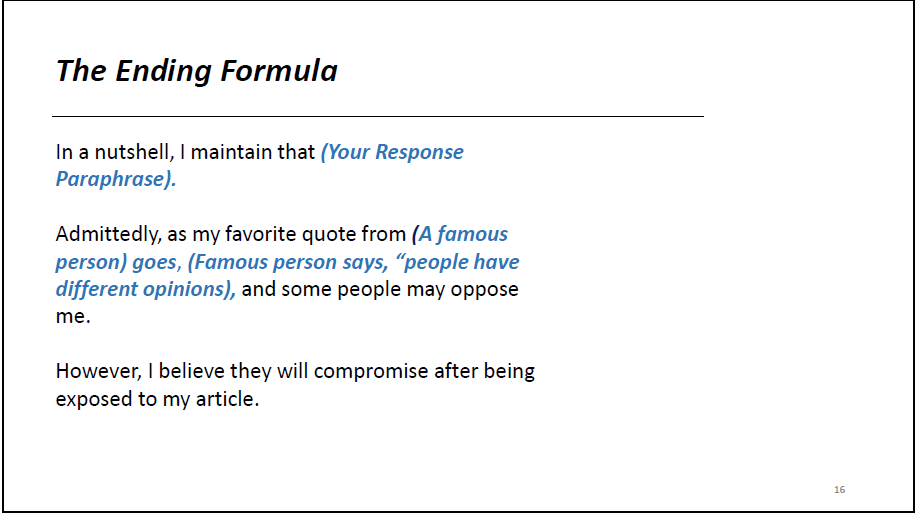 The Ending Formula
In a nutshell, I maintain that (Your Response
Paraphrase).
Admittedly, as my favorite quote from (A famous
person) goes, (Famous person says, “people have
different opinions), and some people may oppose
me.
However, I believe they will compromise after being
exposed to my article.
16